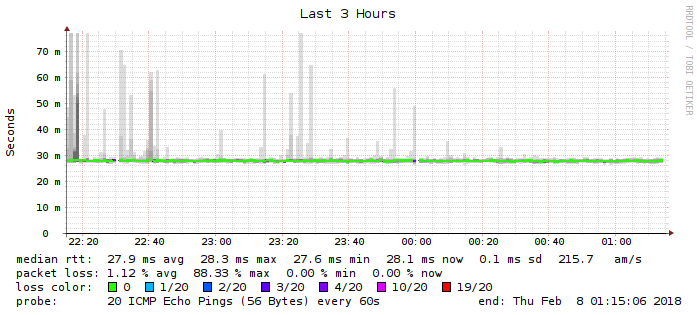 Last 3 Hours
RRDTOOL / TOBI OETIKER
Seconds
70 m
60 m
50 m
40 m
30 m
20 m
10 m
0
22:20 22:40 23:00 23:20 23:40 00:00 00:20 00:40 01:00
median rtt: 27.9 ms avg 28.3 ms max 27.6 ms min 28.1 ms now 0.1 ms sd 215.7 am/s
packet loss: 1.12 % avg 88.33 % max 0.00 % min 0.00 % now
loss color: 0 1/20 2/20 3/20 4/20 10/20 19/20
probe: 20 ICMP Echo Pings (56 Bytes) every 60s end: Thu Feb 8 01:15:06 2018